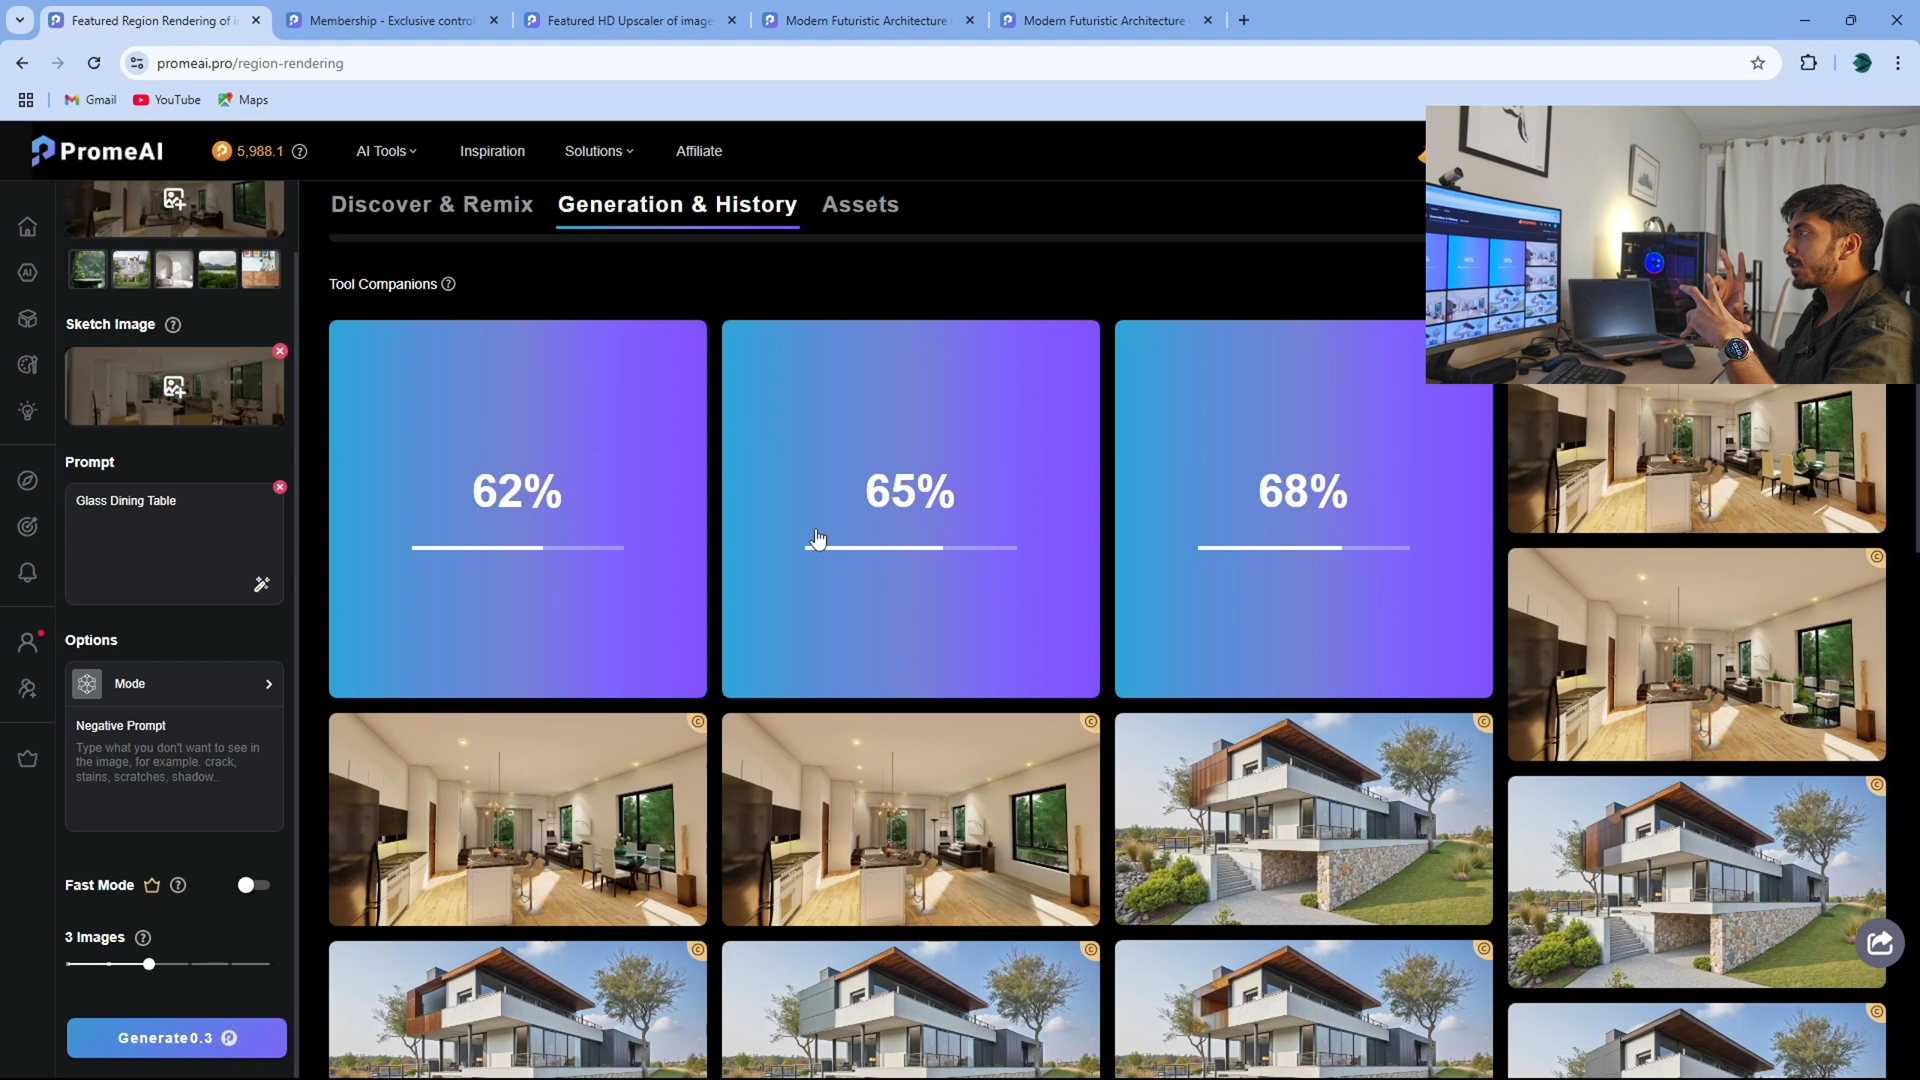 Featured Region Rendering of i
Membership - Exclusive control
Featured HD Upscaler of image
Modern Futuristic Architecture
Modern Futuristic Architecture
promeai.pro/region-rendering
Gmail
YouTube
Maps
PromeAI
5,988.1
AI Tools
Inspiration
Solutions
Affiliate
Discover & Remix
Generation & History
Assets
Tool Companions
Sketch Image
Prompt
Glass Dining Table
Options
Mode
Negative Prompt
Type what you don't want to see in
the image, for example. crack,
stains, scratches, shadow..
Fast Mode
3 Images
Generate0.3
62%
65%
68%